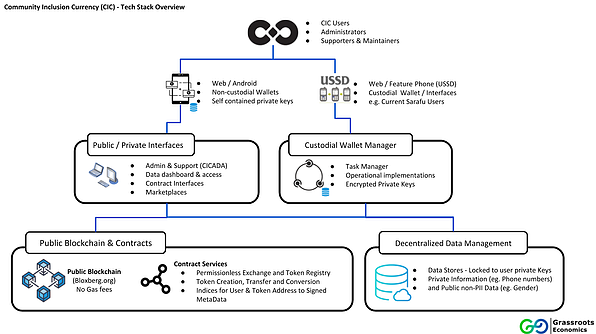 Community Inclusion Currency (CIC) - Tech Stack Overview
● CIC Users
● Administrators
● Supporters & Maintainers
● Web / Android
● Non-custodial Wallets
● Self contained private keys
USSD
● Web / Feature Phone (USSD)
● Custodial Wallet / Interfaces
● e.g. Current Sarafu Users
Public / Private Interfaces
● Admin & Support (CICADA)
● Data dashboard & access
● Contract Interfaces
● Marketplaces
Custodial Wallet Manager
● Task Manager
● Operational implementations
● Encrypted Private Keys
Public Blockchain & Contracts
Public Blockchain
(Bloxberg.org)
No Gas fees
Contract Services
● Permissionless Exchange and Token Registry
● Token Creation, Transfer and Conversion
● Indices for User & Token Address to Signed
MetaData
Decentralized Data Management
● Data Stores - Locked to user private Keys
● Private Information (eg. Phone numbers)
● and Public non-PII Data (eg. Gender)
Grassroots
Economics